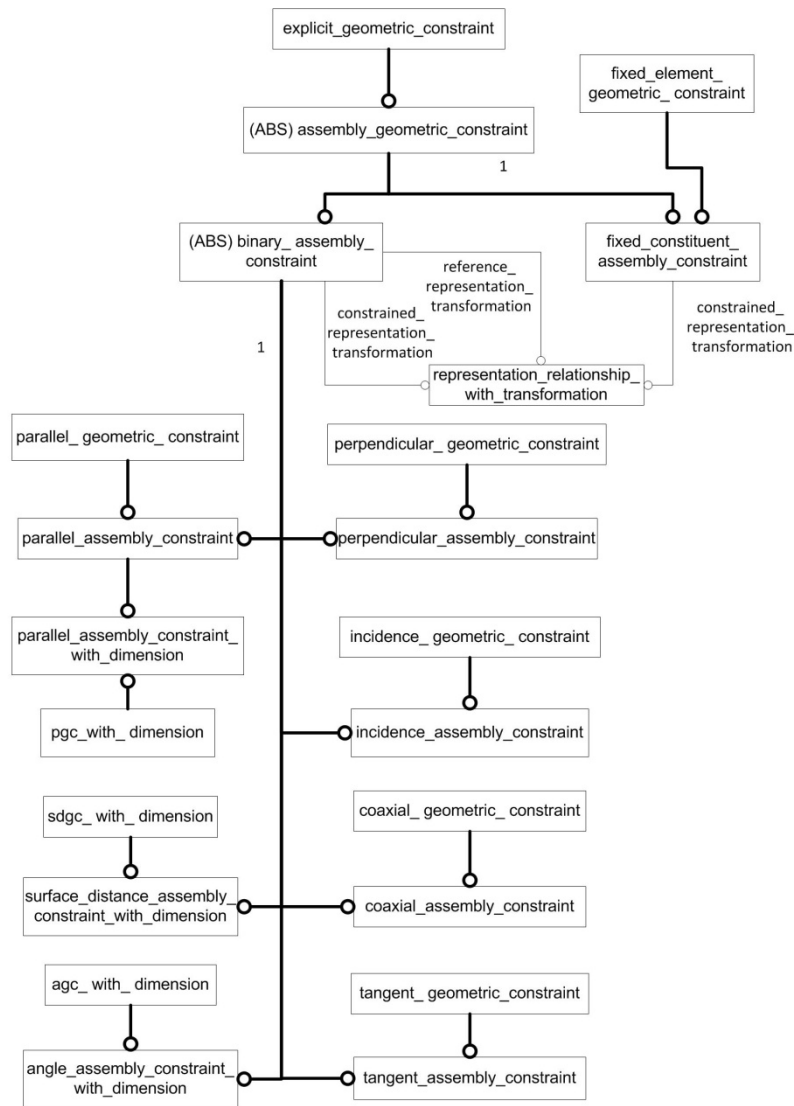 explicit_geometric_constraint
fixed_element_
geometric_ constraint
(ABS) assembly_geometric_constraint
1
(ABS) binary_ assembly_
constraint
fixed_constituent_
assembly_constraint
reference_
representation_
transformation
constrained_
representation_
transformation
constrained_
representation_
transformation
1
representation_relationship_
with_transformation
parallel_ geometric_ constraint
perpendicular_ geometric_constraint
parallel_assembly_constraint
perpendicular_assembly_constraint
parallel_assembly_constraint_
with_dimension
incidence_ geometric_ constraint
pgc_with_ dimension
incidence_assembly_constraint
sdgc_ with_ dimension
coaxial_ geometric_ constraint
surface_distance_assembly_
constraint_with_dimension
coaxial_assembly_constraint
agc_ with_ dimension
tangent_ geometric_constraint
angle_assembly_constraint_
with_dimension
tangent_assembly_constraint